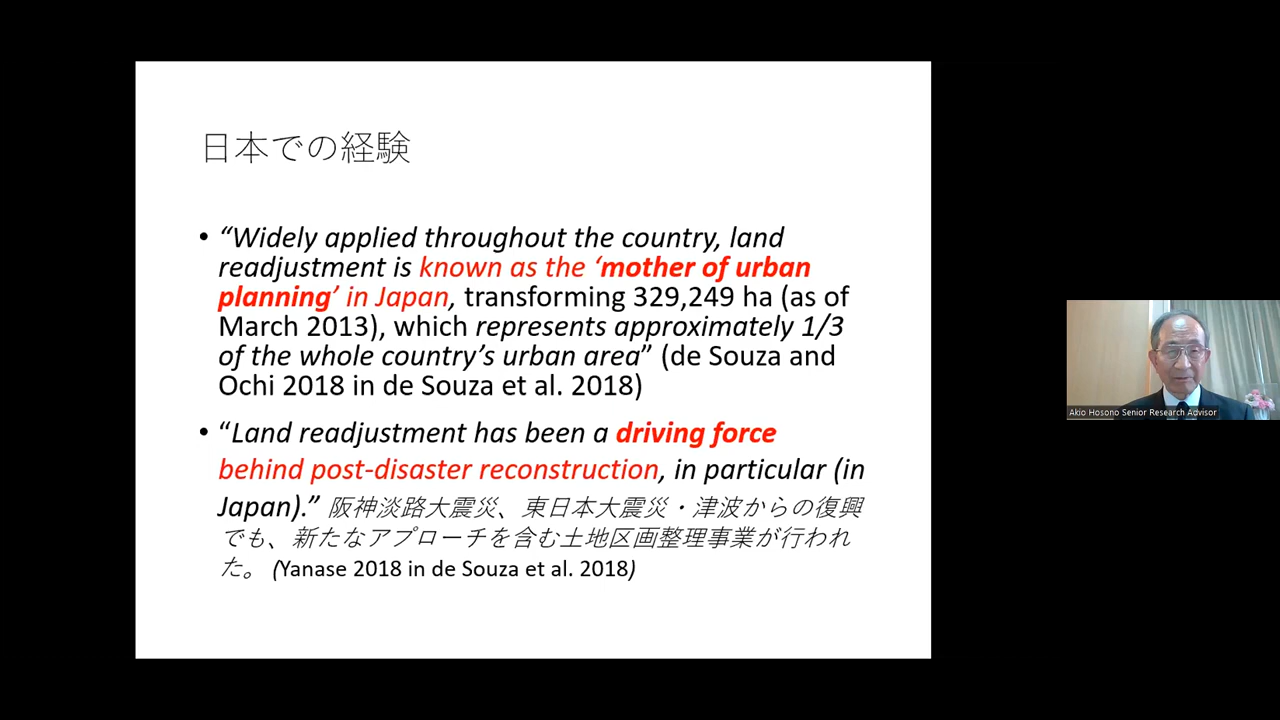 日本での経験
• “Widely applied throughout the country, land
readjustment is known as the ‘mother of urban
planning’ in Japan, transforming 329,249 ha (as of
March 2013), which represents approximately 1/3
of the whole country’s urban area” (de Souza and
Ochi 2018 in de Souza et al. 2018)
• “Land readjustment has been a driving force
behind post-disaster reconstruction, in particular (in
Japan).” 阪神淡路大震災、東日本大震災・津波からの復興
でも、新たなアプローチを含む土地区画整理事業が行われ
た。 (Yanase 2018 in de Souza et al. 2018)
Akio Hosono Senior Research Advisor